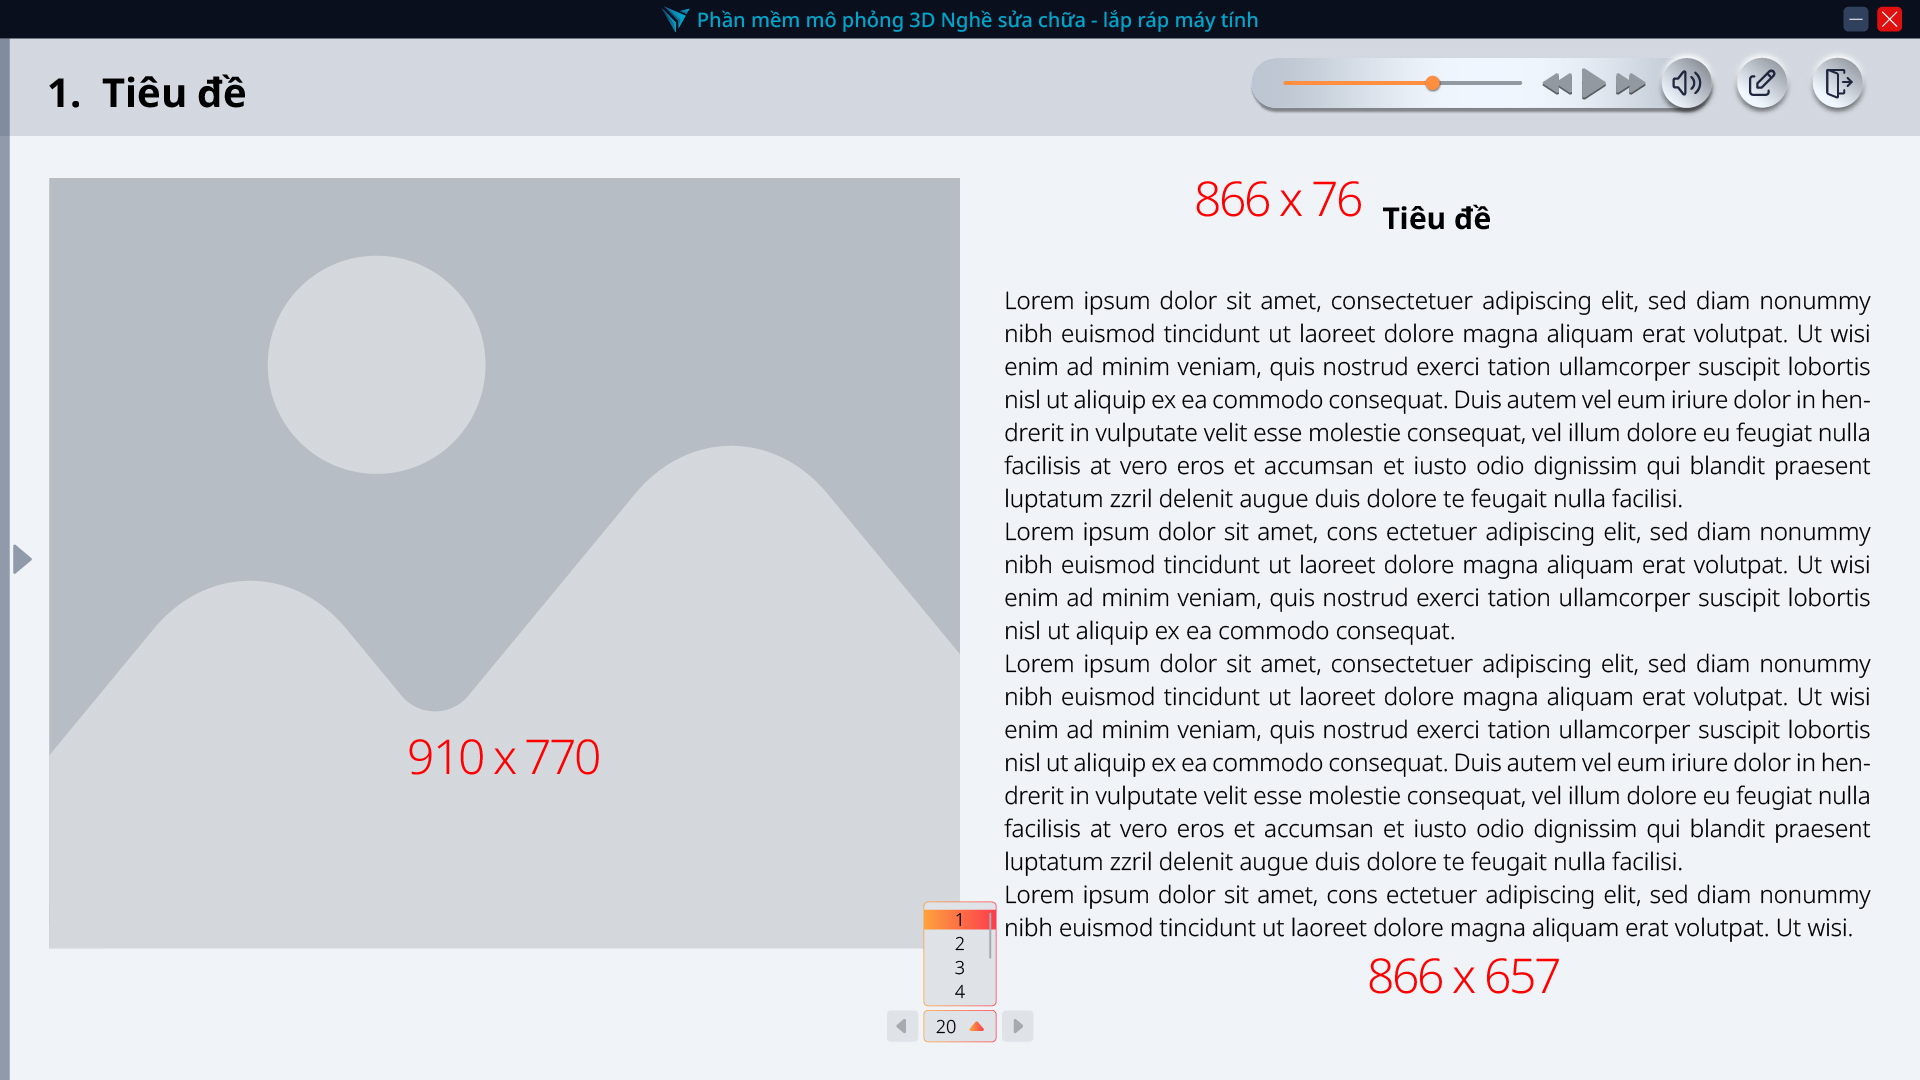 Phần mềm mô phỏng 3D Nghề sửa chữa - lắp ráp máy tính
1. Tiêu đề
866 x 76
Tiêu đề
Lorem ipsum dolor sit amet, consectetuer adipiscing elit, sed diam nonummy
nibh euismod tincidunt ut laoreet dolore magna aliquam erat volutpat. Ut wisi
enim ad minim veniam, quis nostrud exerci tation ullamcorper suscipit lobortis
nisl ut aliquip ex ea commodo consequat. Duis autem vel eum iriure dolor in hen-
drerit in vulputate velit esse molestie consequat, vel illum dolore eu feugiat nulla
facilisis at vero eros et accumsan et iusto odio dignissim qui blandit praesent
luptatum zzril delenit augue duis dolore te feugait nulla facilisi.
Lorem ipsum dolor sit amet, cons ectetuer adipiscing elit, sed diam nonummy
nibh euismod tincidunt ut laoreet dolore magna aliquam erat volutpat. Ut wisi
enim ad minim veniam, quis nostrud exerci tation ullamcorper suscipit lobortis
nisl ut aliquip ex ea commodo consequat.
Lorem ipsum dolor sit amet, consectetuer adipiscing elit, sed diam nonummy
nibh euismod tincidunt ut laoreet dolore magna aliquam erat volutpat. Ut wisi
enim ad minim veniam, quis nostrud exerci tation ullamcorper suscipit lobortis
nisl ut aliquip ex ea commodo consequat. Duis autem vel eum iriure dolor in hen-
drerit in vulputate velit esse molestie consequat, vel illum dolore eu feugiat nulla
facilisis at vero eros et accumsan et iusto odio dignissim qui blandit praesent
luptatum zzril delenit augue duis dolore te feugait nulla facilisi.
Lorem ipsum dolor sit amet, cons ectetuer adipiscing elit, sed diam nonummy
nibh euismod tincidunt ut laoreet dolore magna aliquam erat volutpat. Ut wisi.
866 x 657
910 x 770
1
2
3
4
20